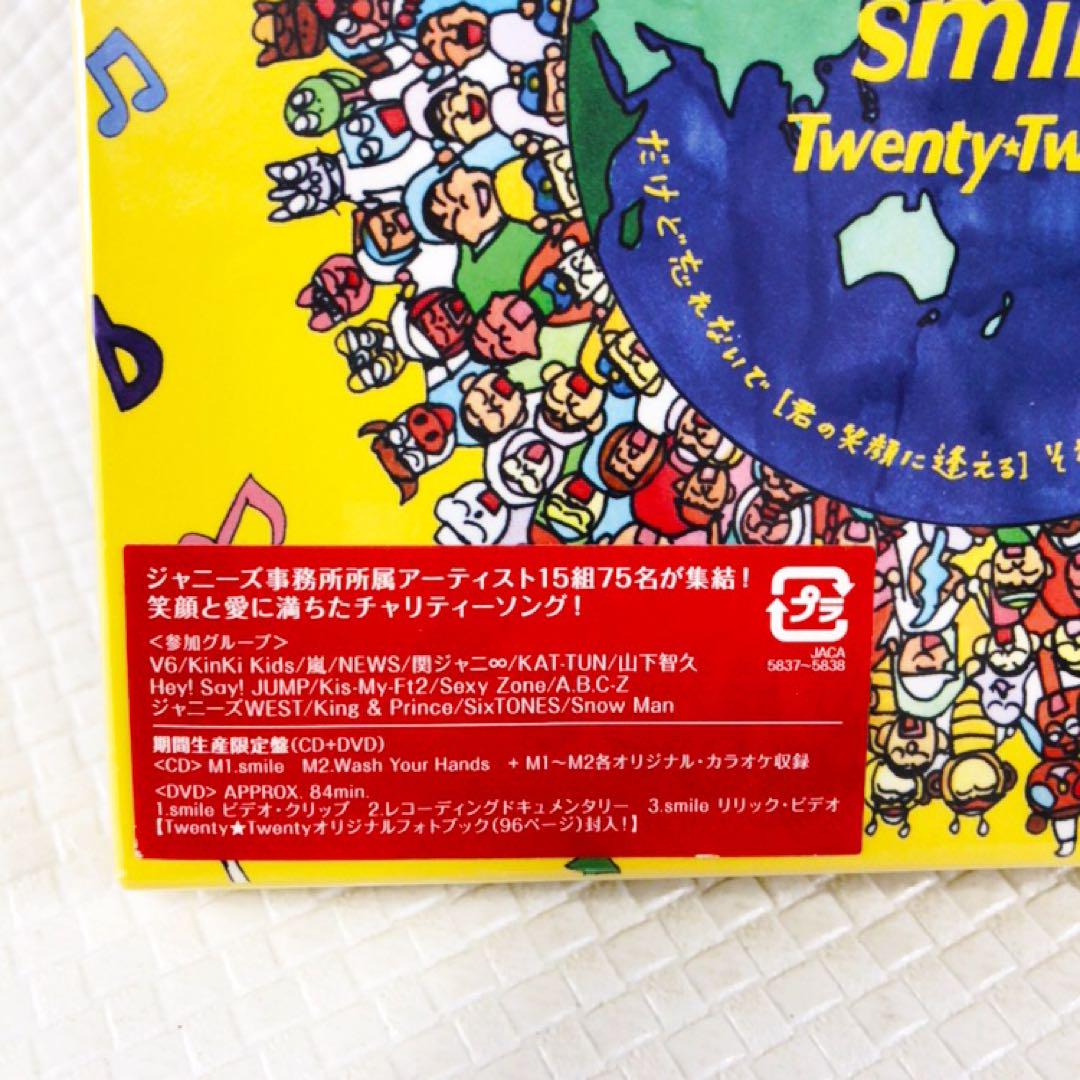 smi
Twenty★Tw
だけど忘れないで [君の笑顔に逢える] そ
ジャニーズ事務所所属アーティスト15組75名が集結！
笑顔と愛に満ちたチャリティーソング！
プラ
JACA
5837〜5838
＜参加グループ＞
V6/KinKi Kids/嵐/NEWS/関ジャニ∞/KAT-TUN/山下智久
Hey! Say! JUMP/Kis-My-Ft2/Sexy Zone/A.B.C-Z
ジャニーズWEST/King & Prince/SixTONES/Snow Man
期間生産限定盤(CD+DVD)
＜CD＞ M1.smile　M2.Wash Your Hands　+ M1〜M2各オリジナル・カラオケ収録
＜DVD＞ APPROX. 84min.
1.smile ビデオ・クリップ　2.レコーディングドキュメンタリー　3.smile リリック・ビデオ
【Twenty★Twentyオリジナルフォトブック(96ページ)封入！】